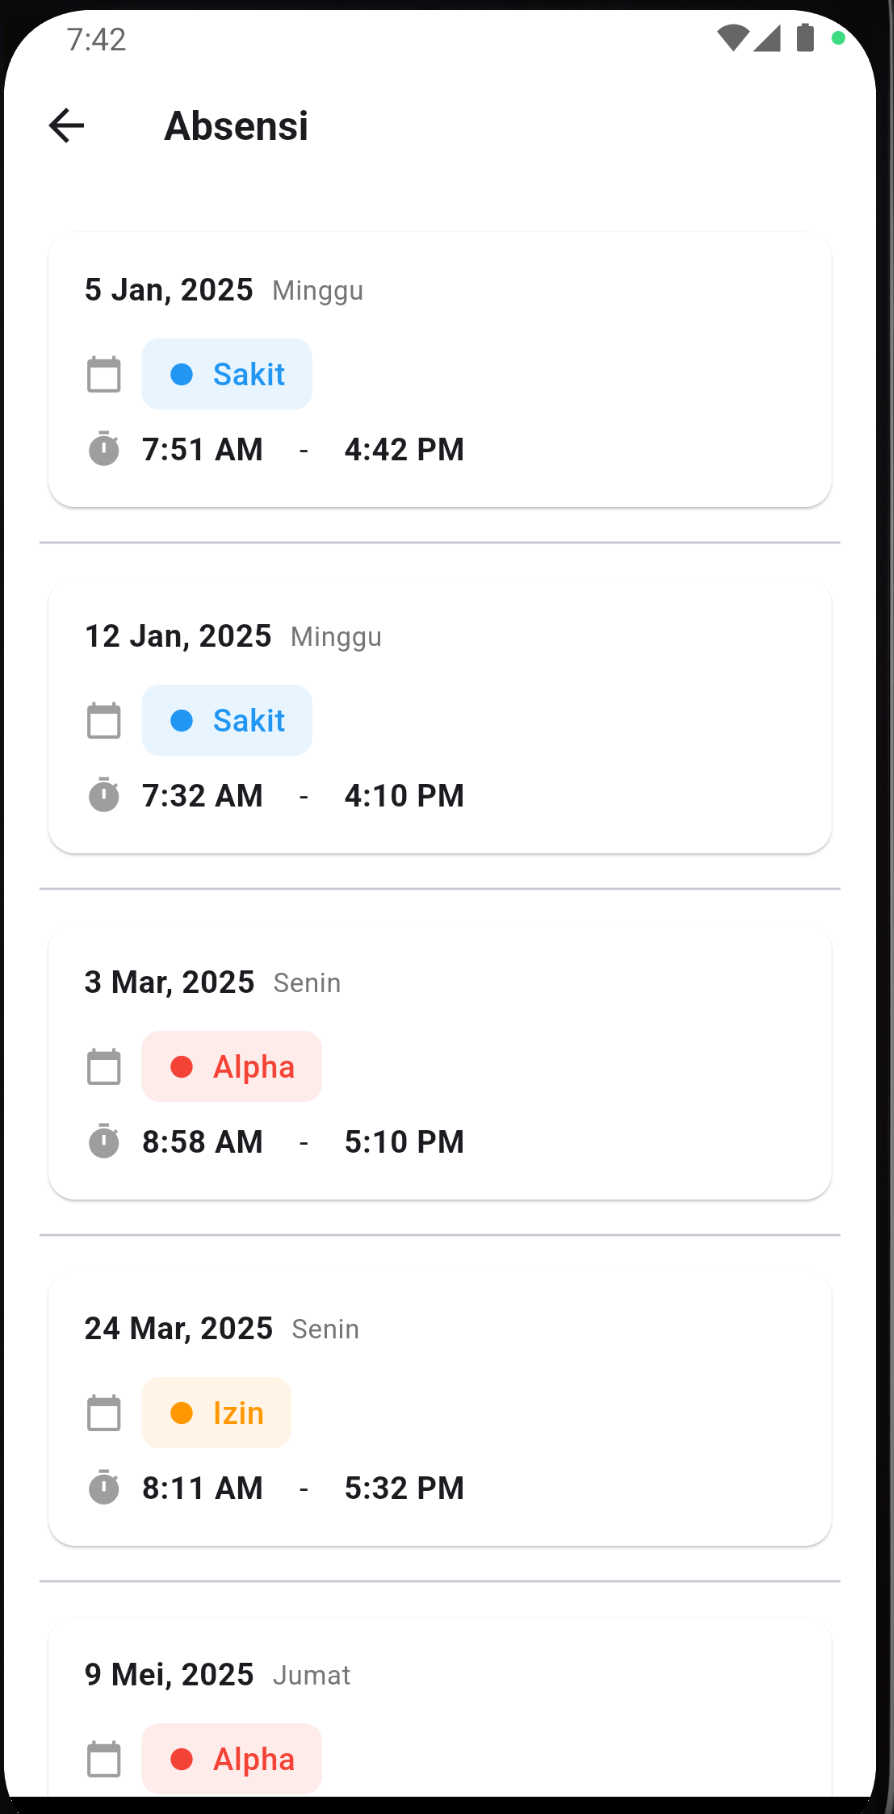 7:42
Absensi
5 Jan, 2025 Minggu
Sakit
7:51 AM - 4:42 PM
12 Jan, 2025 Minggu
Sakit
7:32 AM - 4:10 PM
3 Mar, 2025 Senin
Alpha
8:58 AM - 5:10 PM
24 Mar, 2025 Senin
Izin
8:11 AM - 5:32 PM
9 Mei, 2025 Jumat
Alpha